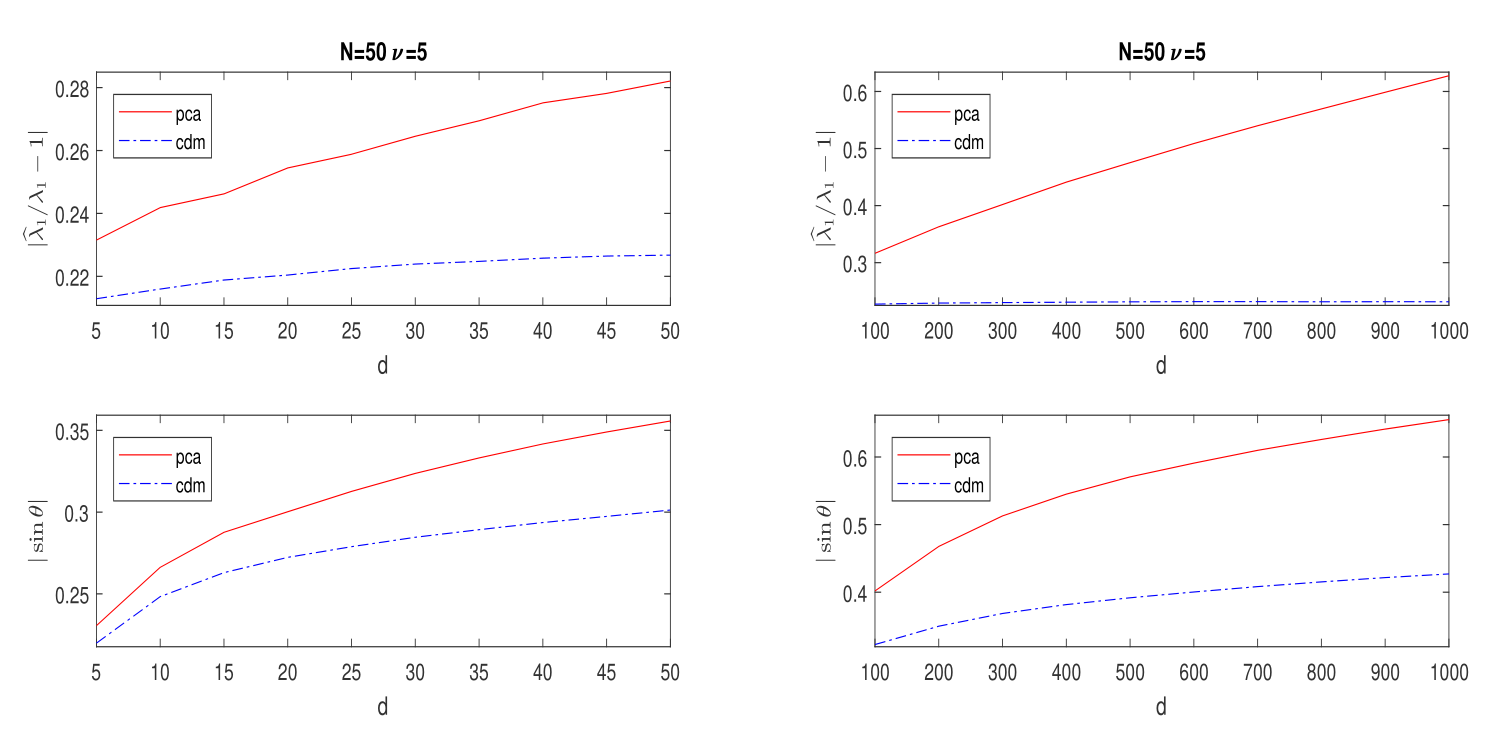 N=50 ν=5
|λ̂₁/λ₁ − 1|
0.28
0.26
0.24
0.22
pca
cdm
5 10 15 20 25 30 35 40 45 50
d
N=50 ν=5
|λ̂₁/λ₁ − 1|
0.6
0.5
0.4
0.3
pca
cdm
100 200 300 400 500 600 700 800 900 1000
d
| sin θ|
0.35
0.3
0.25
pca
cdm
5 10 15 20 25 30 35 40 45 50
d
| sin θ|
0.6
0.5
0.4
pca
cdm
100 200 300 400 500 600 700 800 900 1000
d